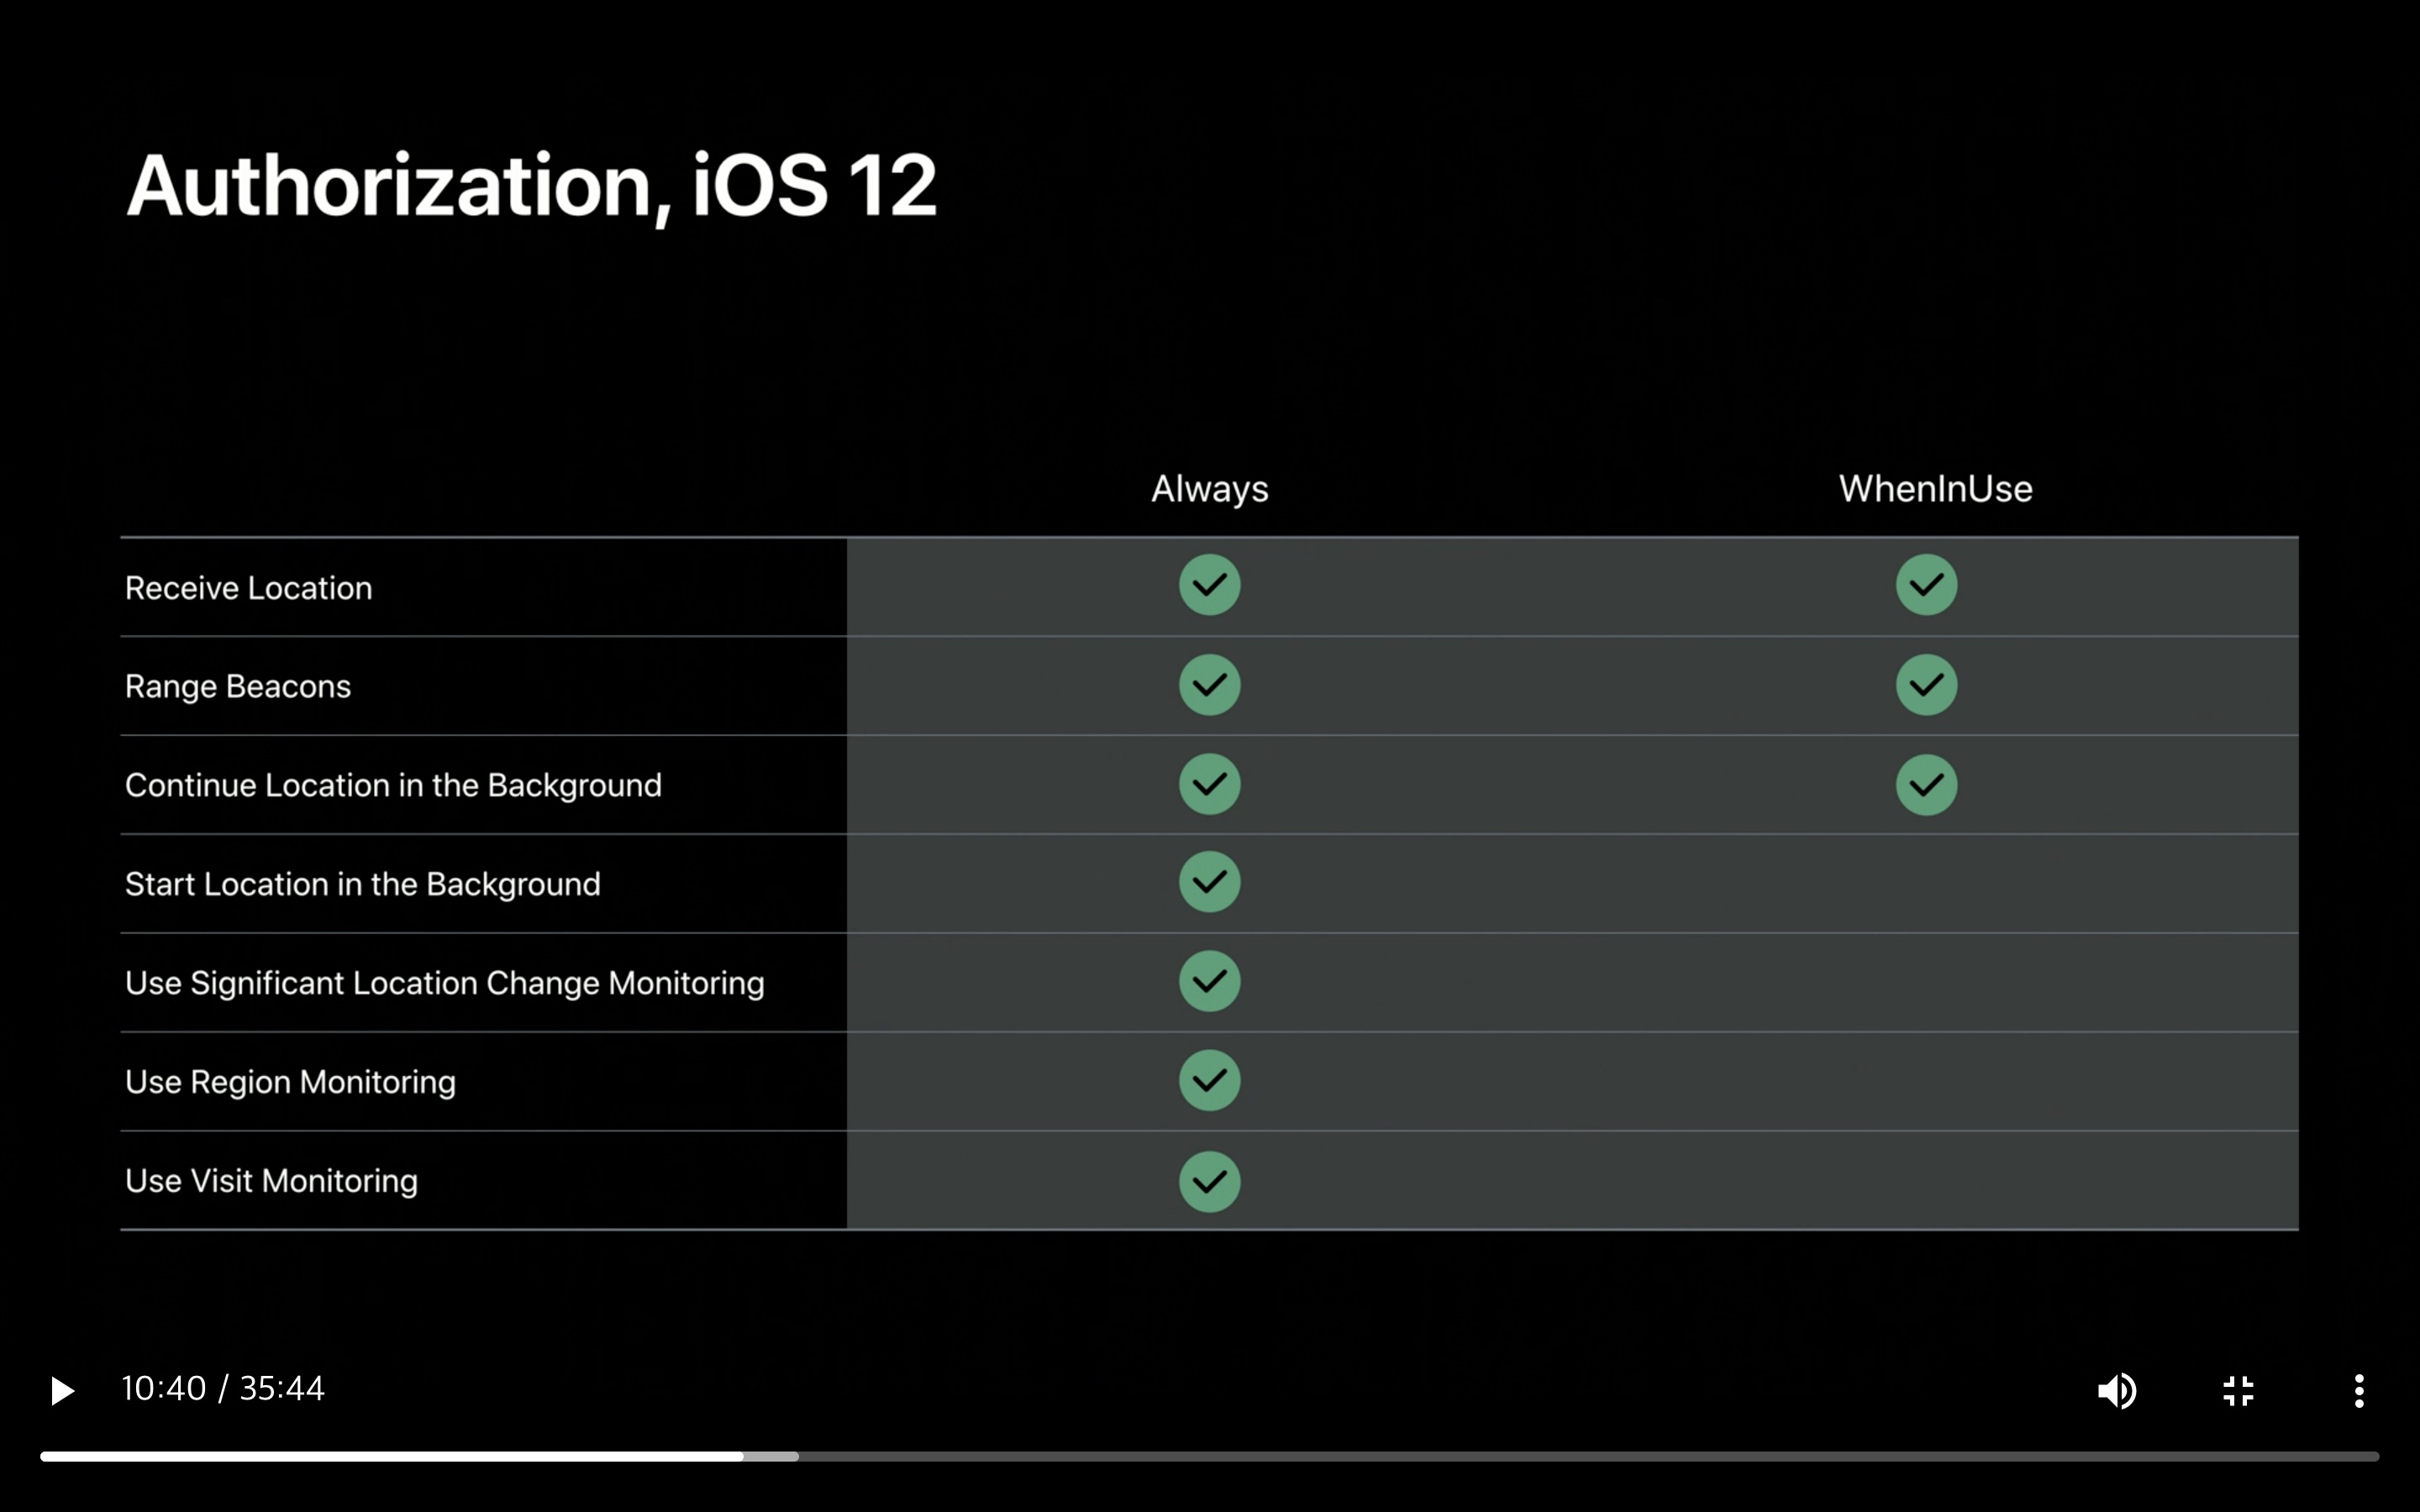 Authorization, iOS 12
Always WhenInUse
Receive Location
Range Beacons
Continue Location in the Background
Start Location in the Background
Use Significant Location Change Monitoring
Use Region Monitoring
Use Visit Monitoring
10:40 / 35:44